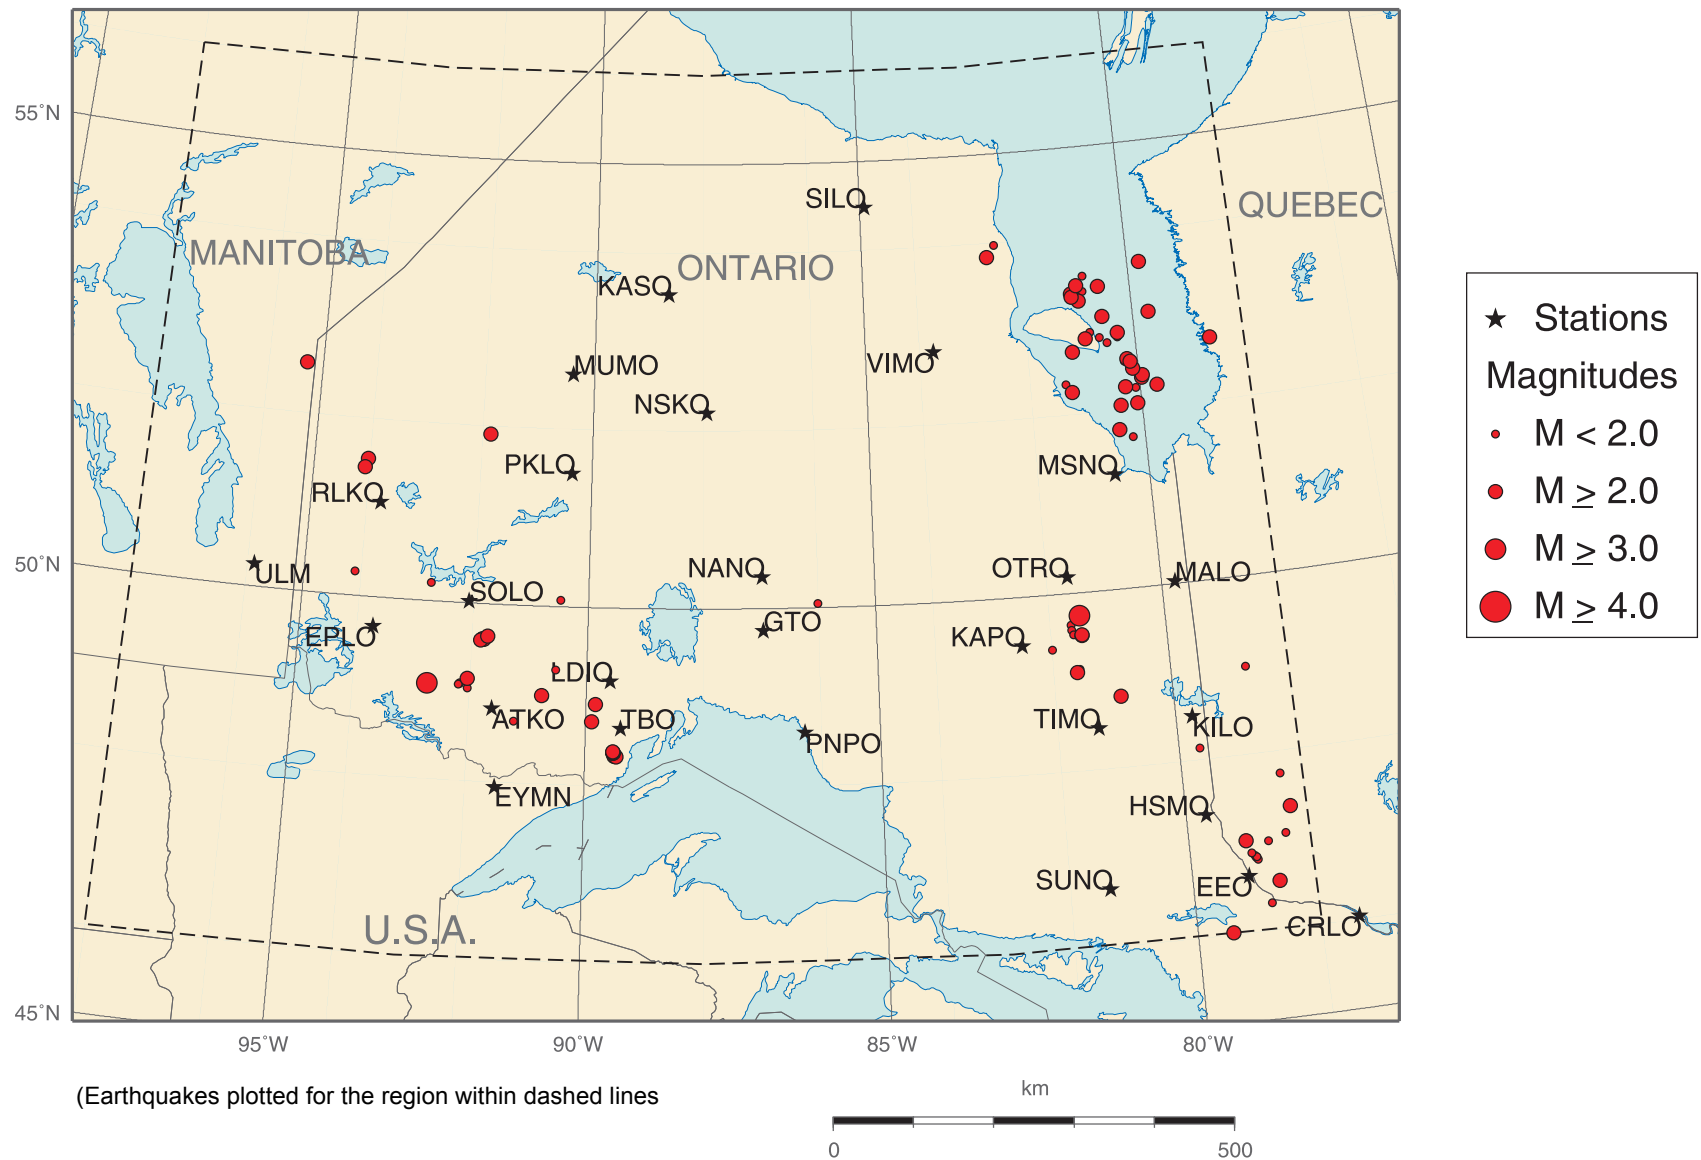 55°N
SILO
QUEBEC
MANITOBA
ONTARIO
KASO
Stations
VIMO
MUMO
Magnitudes
NSKO
M < 2.0
PKLO
MSNO
RLKO
M ≥ 2.0
M ≥ 3.0
50°N
ULM
NANO
OTRO
MALO
SOLO
M ≥ 4.0
GTO
EPLO
KAPO
LDIO
ATKO
TBO
TIMO
KILO
PNPO
EYMN
HSMO
SUNO
EEO
U.S.A.
CRLO
45°N
95°W
90°W
85°W
80°W
(Earthquakes plotted for the region within dashed lines
km
0
500